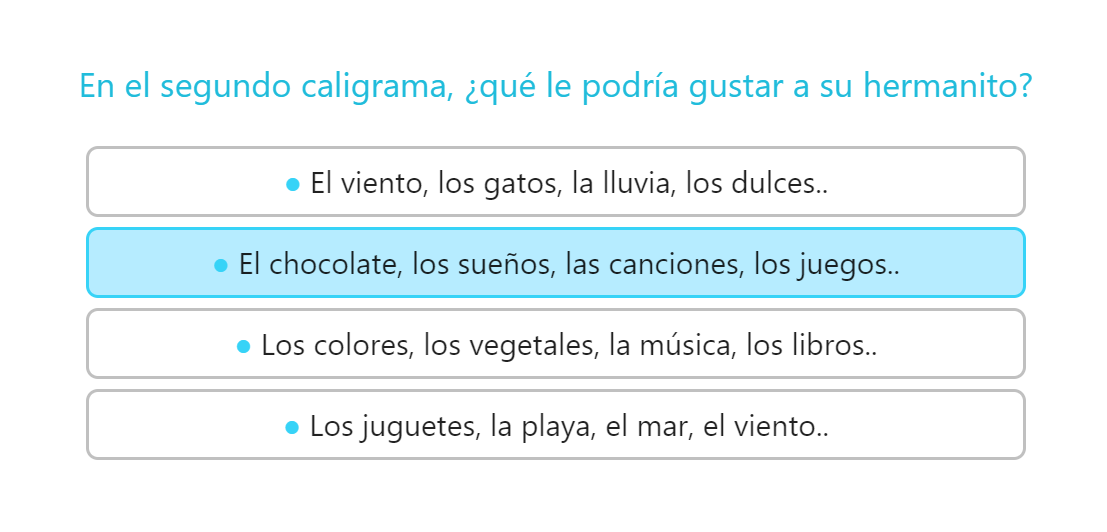 En el segundo caligrama, ¿qué le podría gustar a su hermanito?
• El viento, los gatos, la lluvia, los dulces..
• El chocolate, los sueños, las canciones, los juegos..
• Los colores, los vegetales, la música, los libros..
• Los juguetes, la playa, el mar, el viento..